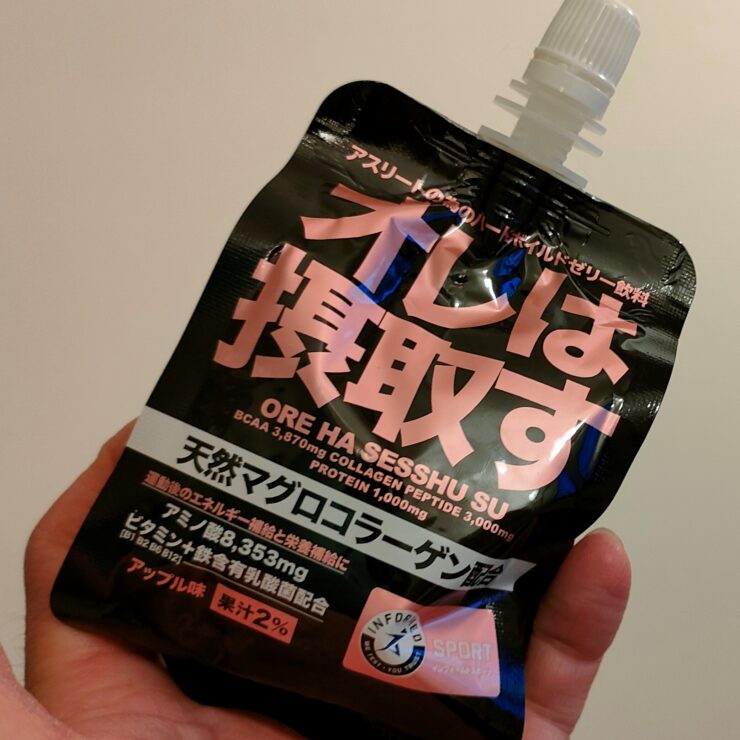 アスリートの為のハードボイルドゼリー飲料
オレは
摂取す
ORE HA SESSHU SU
BCAA 3,870mg COLLAGEN PEPTIDE 3,000mg
PROTEIN 1,000mg
天然マグロコラーゲン配合
運動後のエネルギー補給と栄養補給に
アミノ酸8,353mg
ビタミン+鉄含有乳酸菌配合
[B1 B2 B6 B12]
アップル味 果汁2%
INFORMED
WE TEST • YOU TRUST
SPORT